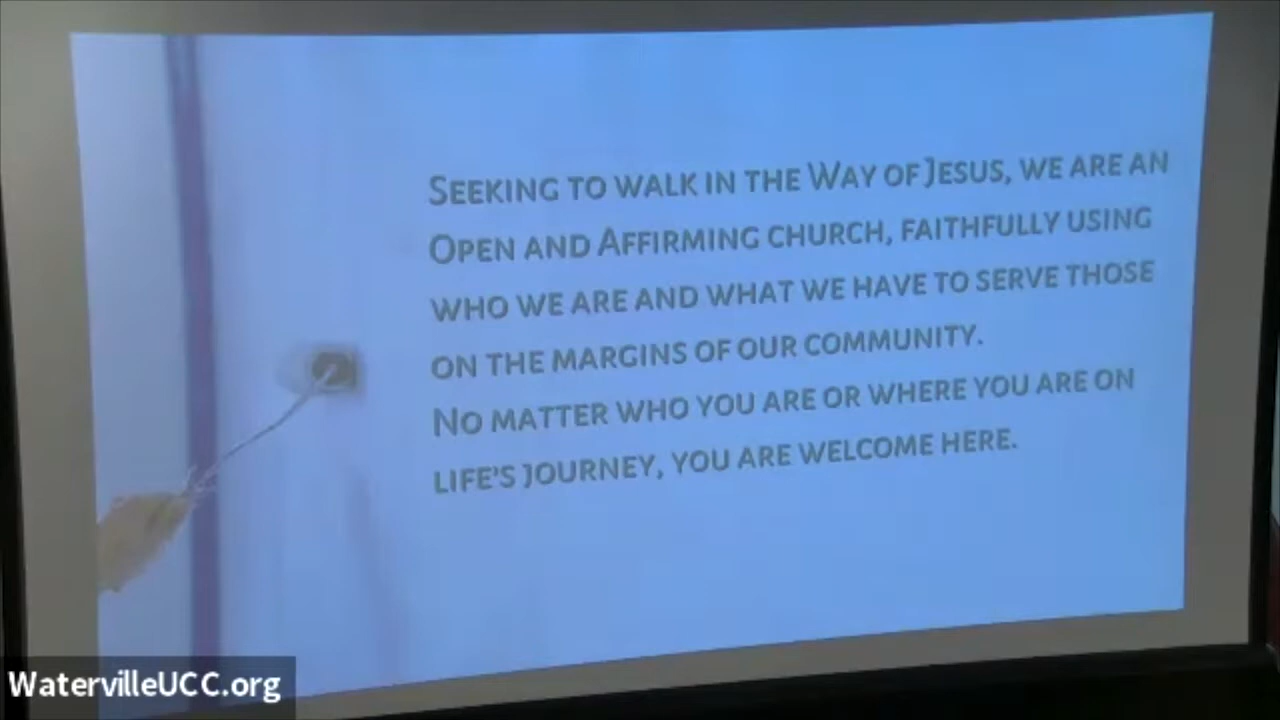 Seeking to walk in the Way of Jesus, we are an
Open and Affirming church, faithfully using
who we are and what we have to serve those
on the margins of our community.
No matter who you are or where you are on
life's journey, you are welcome here.
WatervilleUCC.org